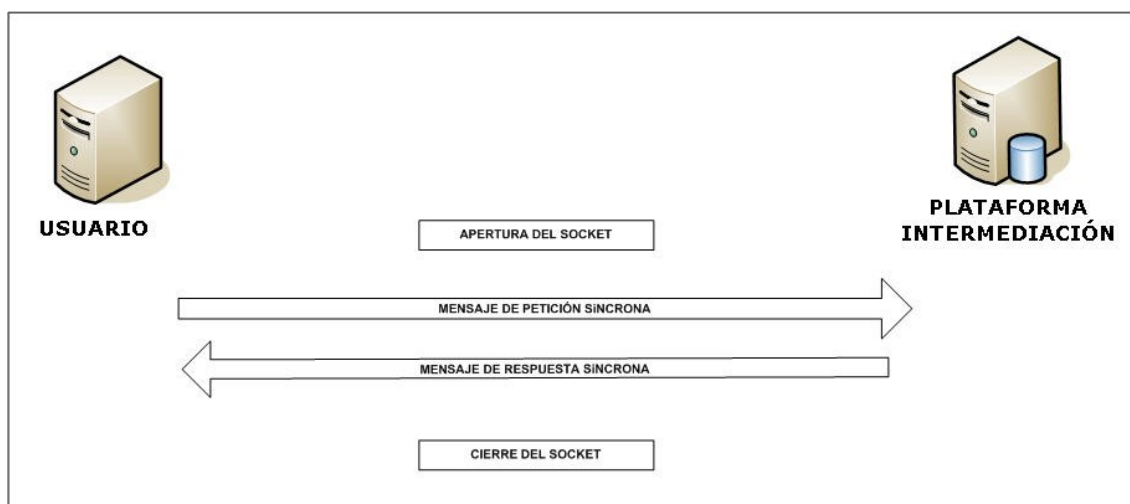 USUARIO
PLATAFORMA
INTERMEDIACIÓN
APERTURA DEL SOCKET
MENSAJE DE PETICIÓN SíNCRONA
MENSAJE DE RESPUESTA SíNCRONA
CIERRE DEL SOCKET